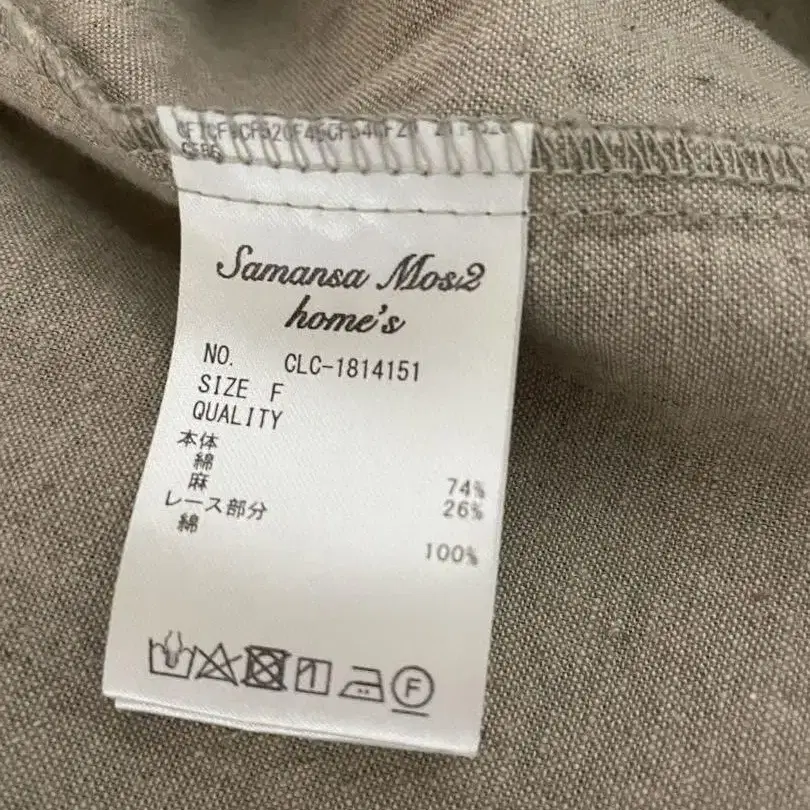 Samansa Mos2
home's
NO. CLC-1814151
SIZE F
QUALITY
本体
綿 74%
麻 26%
レース部分
綿 100%
F